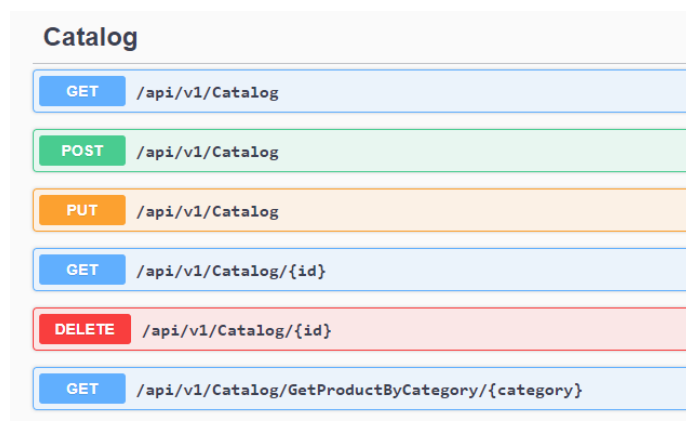 Catalog
GET /api/v1/Catalog
POST /api/v1/Catalog
PUT /api/v1/Catalog
GET /api/v1/Catalog/{id}
DELETE /api/v1/Catalog/{id}
GET /api/v1/Catalog/GetProductByCategory/{category}